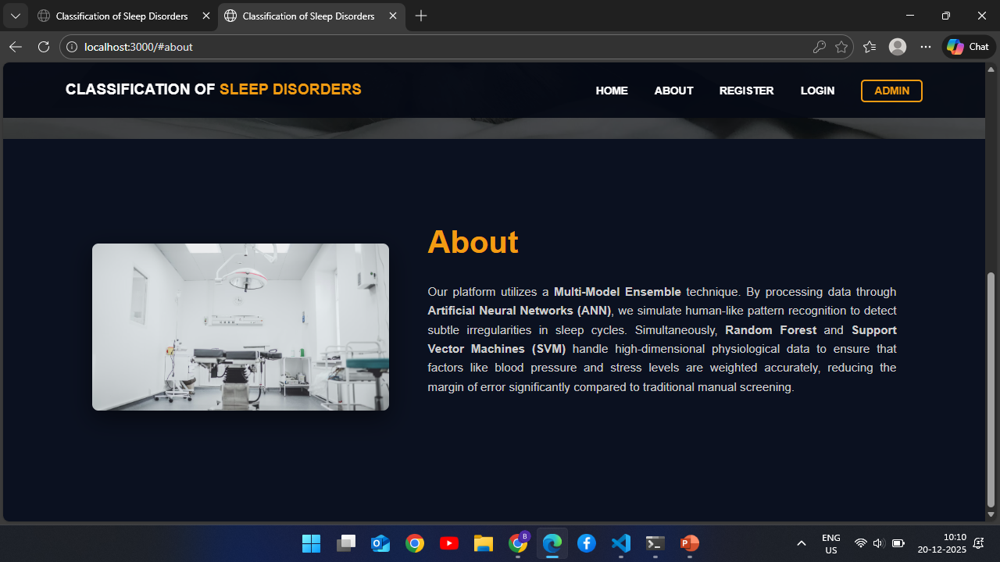 Classification of Sleep Disorders
Classification of Sleep Disorders
localhost:3000/#about
Chat
CLASSIFICATION OF SLEEP DISORDERS
HOME
ABOUT
REGISTER
LOGIN
ADMIN
About
Our platform utilizes a Multi-Model Ensemble technique. By processing data through
Artificial Neural Networks (ANN), we simulate human-like pattern recognition to detect
subtle irregularities in sleep cycles. Simultaneously, Random Forest and Support
Vector Machines (SVM) handle high-dimensional physiological data to ensure that
factors like blood pressure and stress levels are weighted accurately, reducing the
margin of error significantly compared to traditional manual screening.
B
ENG
US
10:10
20-12-2025